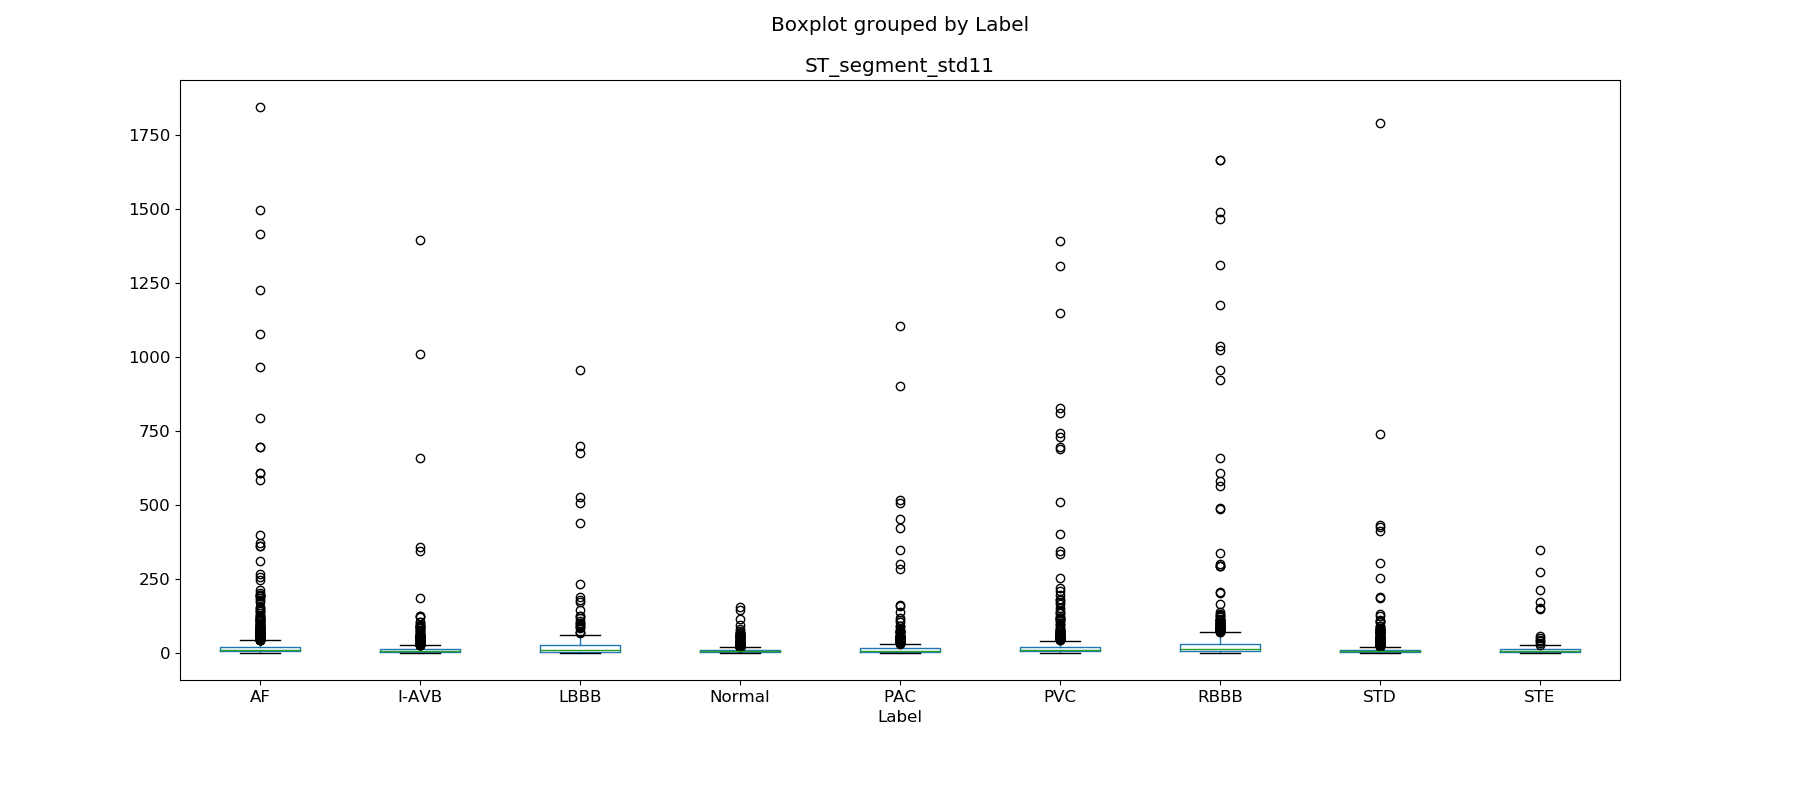 Boxplot grouped by Label
ST_segment_std11
1750
1500
1250
1000
750
500
250
0
AF I-AVB LBBB Normal PAC PVC RBBB STD STE
Label